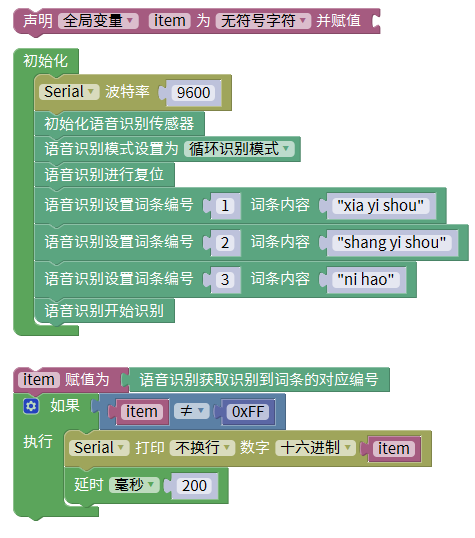 声明 全局变量 item 为 无符号字符 并赋值
初始化
Serial 波特率 9600
初始化语音识别传感器
语音识别模式设置为 循环识别模式
语音识别进行复位
语音识别设置词条编号 1 词条内容 "xia yi shou"
语音识别设置词条编号 2 词条内容 "shang yi shou"
语音识别设置词条编号 3 词条内容 "ni hao"
语音识别开始识别
item 赋值为 语音识别获取识别到词条的对应编号
如果 item ≠ 0xFF
执行 Serial 打印 不换行 数字 十六进制 item
延时 毫秒 200